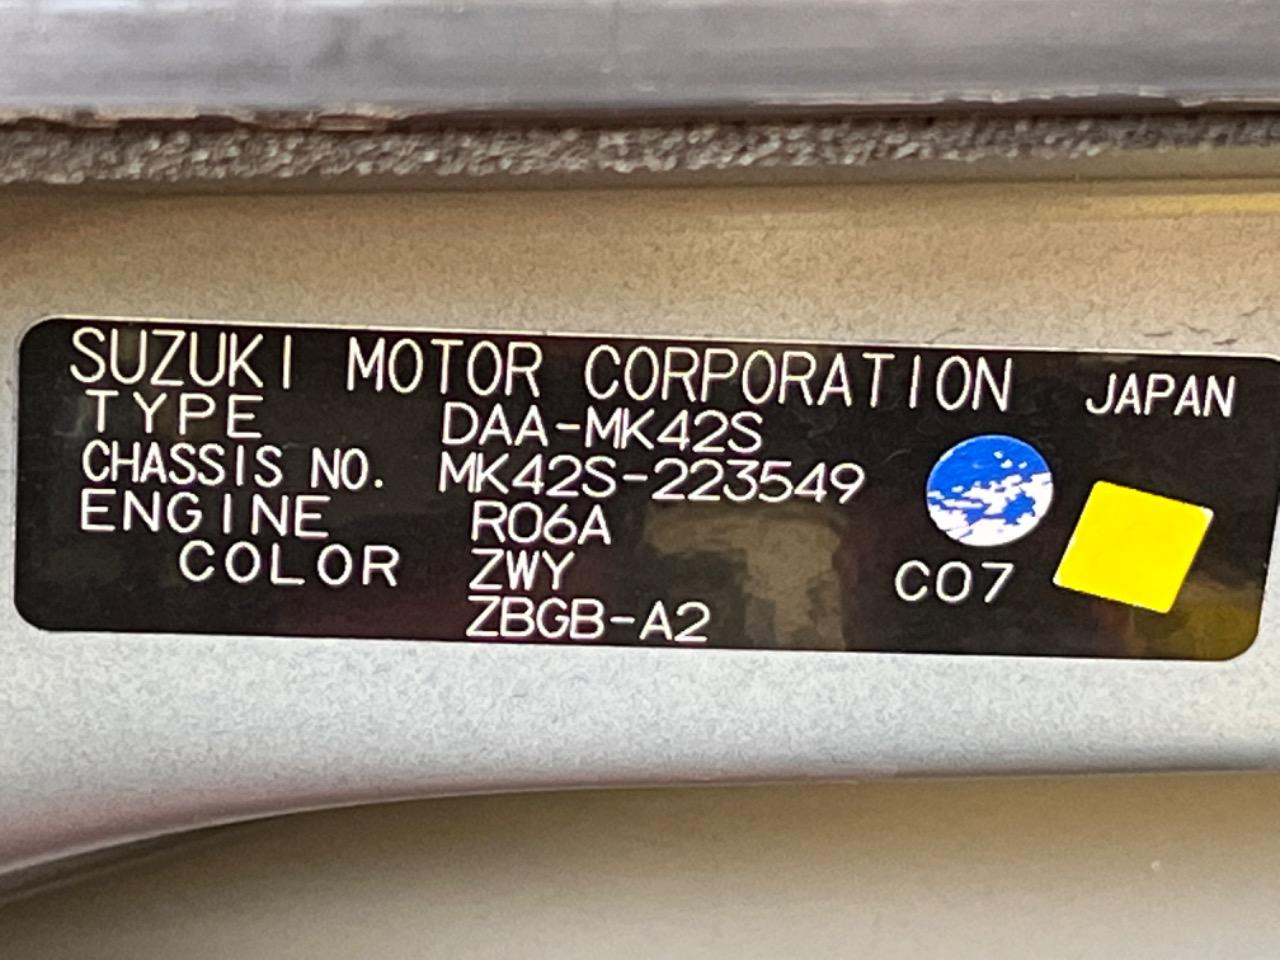 SUZUKI MOTOR CORPORATION JAPAN
TYPE DAA-MK42S
CHASSIS NO. MK42S-223549
ENGINE R06A
COLOR ZWY C07
ZBGB-A2